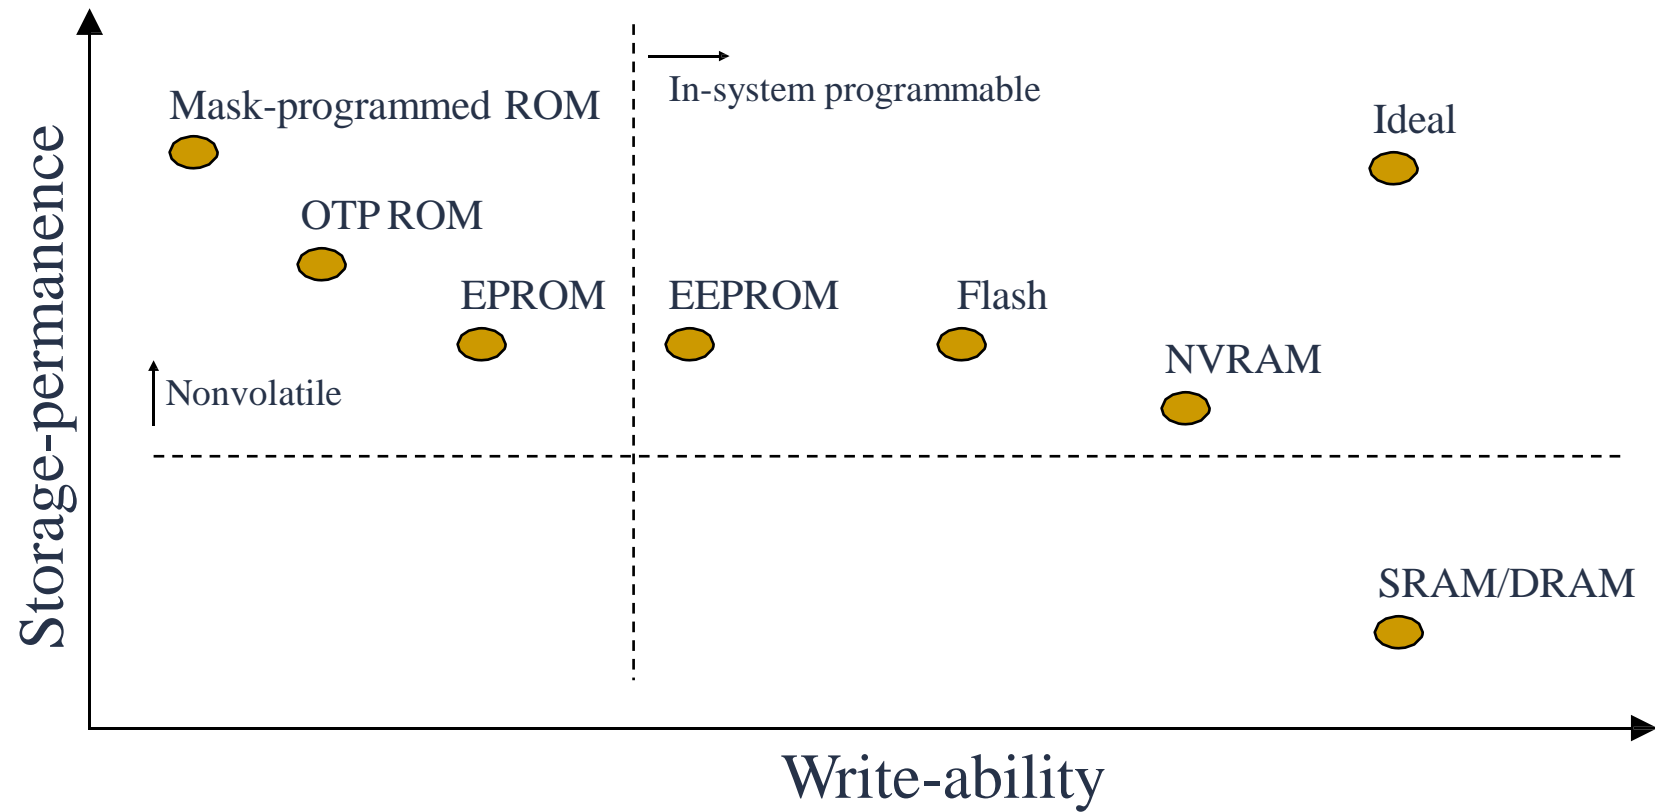 In-system programmable
Mask-programmed ROM
Ideal
OTP ROM
EPROM
EEPROM
Flash
NVRAM
Nonvolatile
SRAM/DRAM
Storage-permanence
Write-ability